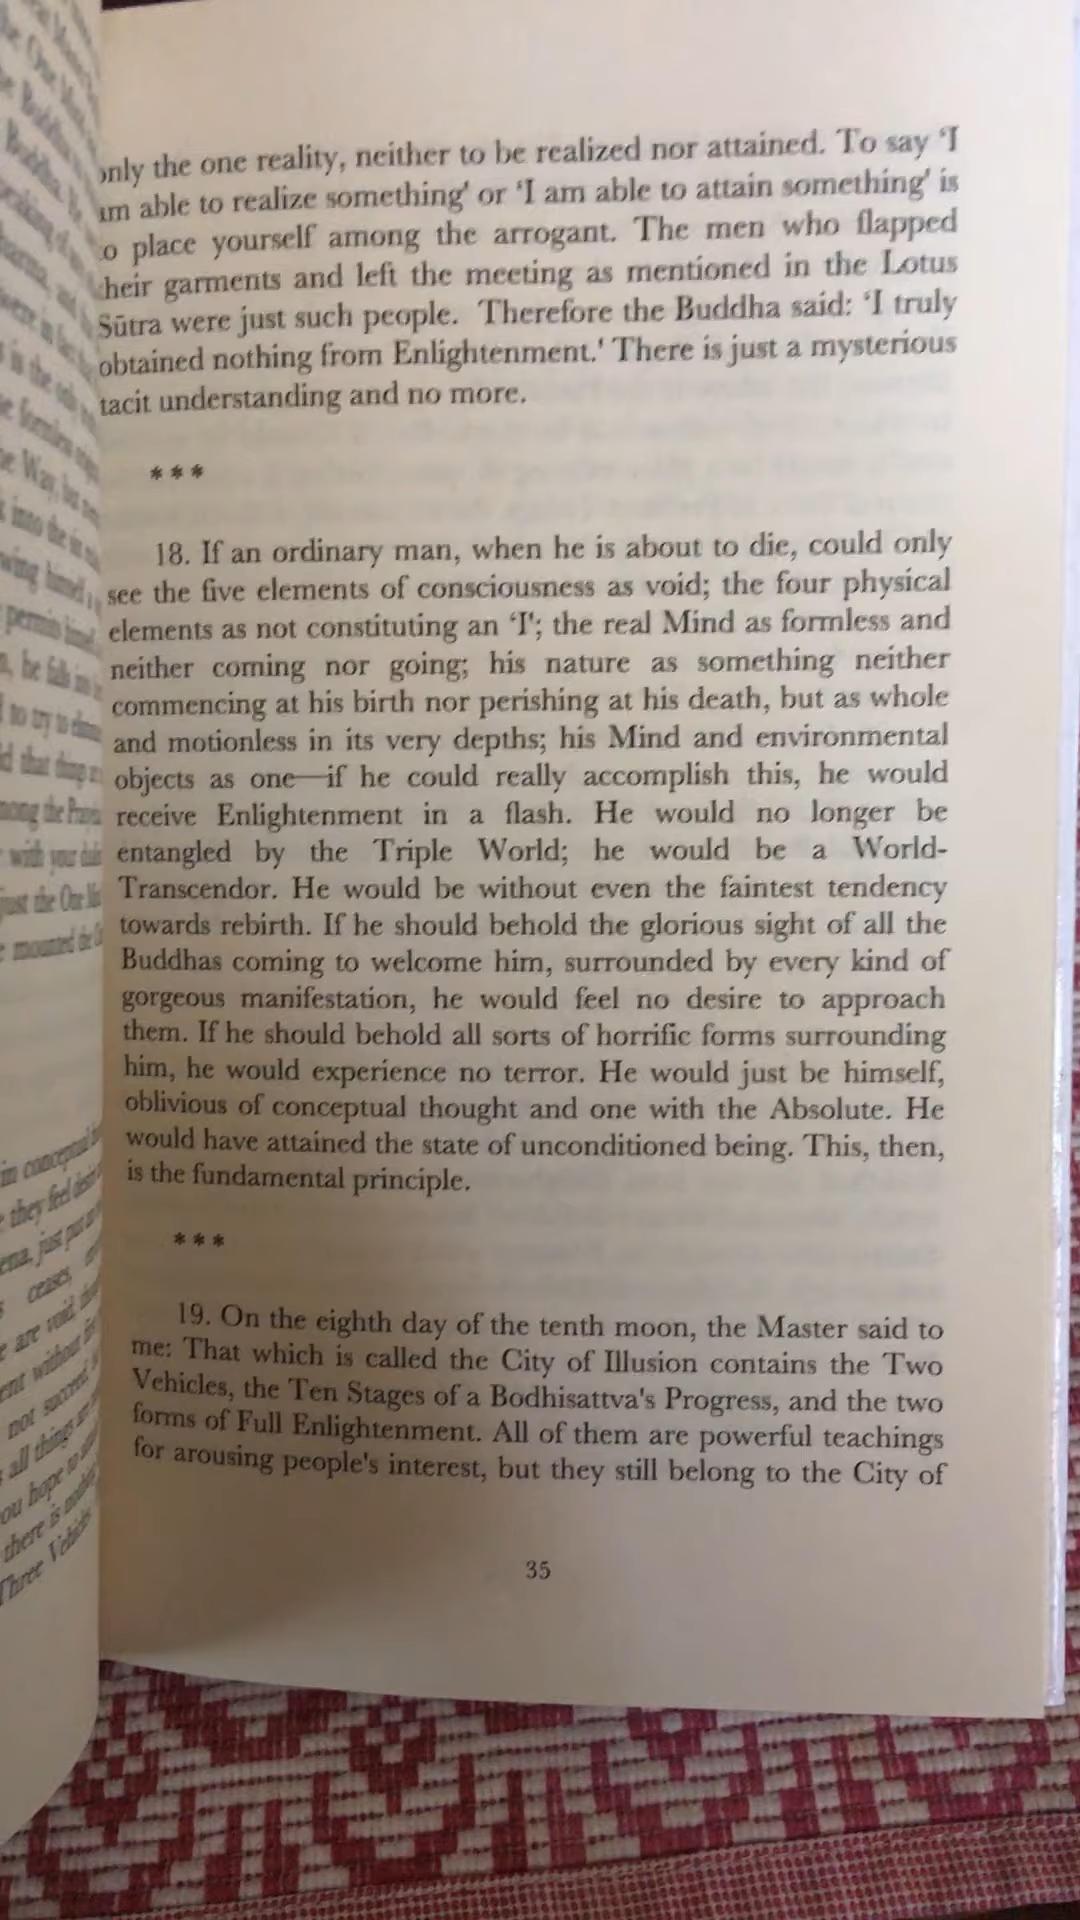 only the one reality, neither to be realized nor attained. To say 'I
am able to realize something' or 'I am able to attain something' is
to place yourself among the arrogant. The men who flapped
their garments and left the meeting as mentioned in the Lotus
Sūtra were just such people. Therefore the Buddha said: 'I truly
obtained nothing from Enlightenment.' There is just a mysterious
tacit understanding and no more.
***
18. If an ordinary man, when he is about to die, could only
see the five elements of consciousness as void; the four physical
elements as not constituting an 'I'; the real Mind as formless and
neither coming nor going; his nature as something neither
commencing at his birth nor perishing at his death, but as whole
and motionless in its very depths; his Mind and environmental
objects as one—if he could really accomplish this, he would
receive Enlightenment in a flash. He would no longer be
entangled by the Triple World; he would be a World-
Transcendor. He would be without even the faintest tendency
towards rebirth. If he should behold the glorious sight of all the
Buddhas coming to welcome him, surrounded by every kind of
gorgeous manifestation, he would feel no desire to approach
them. If he should behold all sorts of horrific forms surrounding
him, he would experience no terror. He would just be himself,
oblivious of conceptual thought and one with the Absolute. He
would have attained the state of unconditioned being. This, then,
is the fundamental principle.
***
19. On the eighth day of the tenth moon, the Master said to
me: That which is called the City of Illusion contains the Two
Vehicles, the Ten Stages of a Bodhisattva's Progress, and the two
forms of Full Enlightenment. All of them are powerful teachings
for arousing people's interest, but they still belong to the City of
35